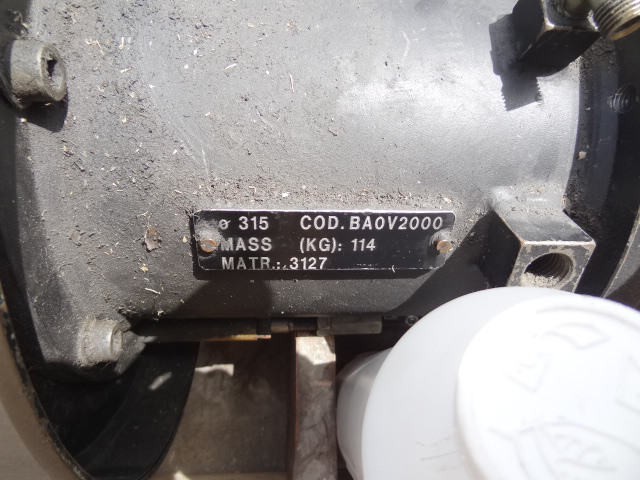 ø 315 COD.BA0V2000
MASS (KG): 114
MATR.: 3127